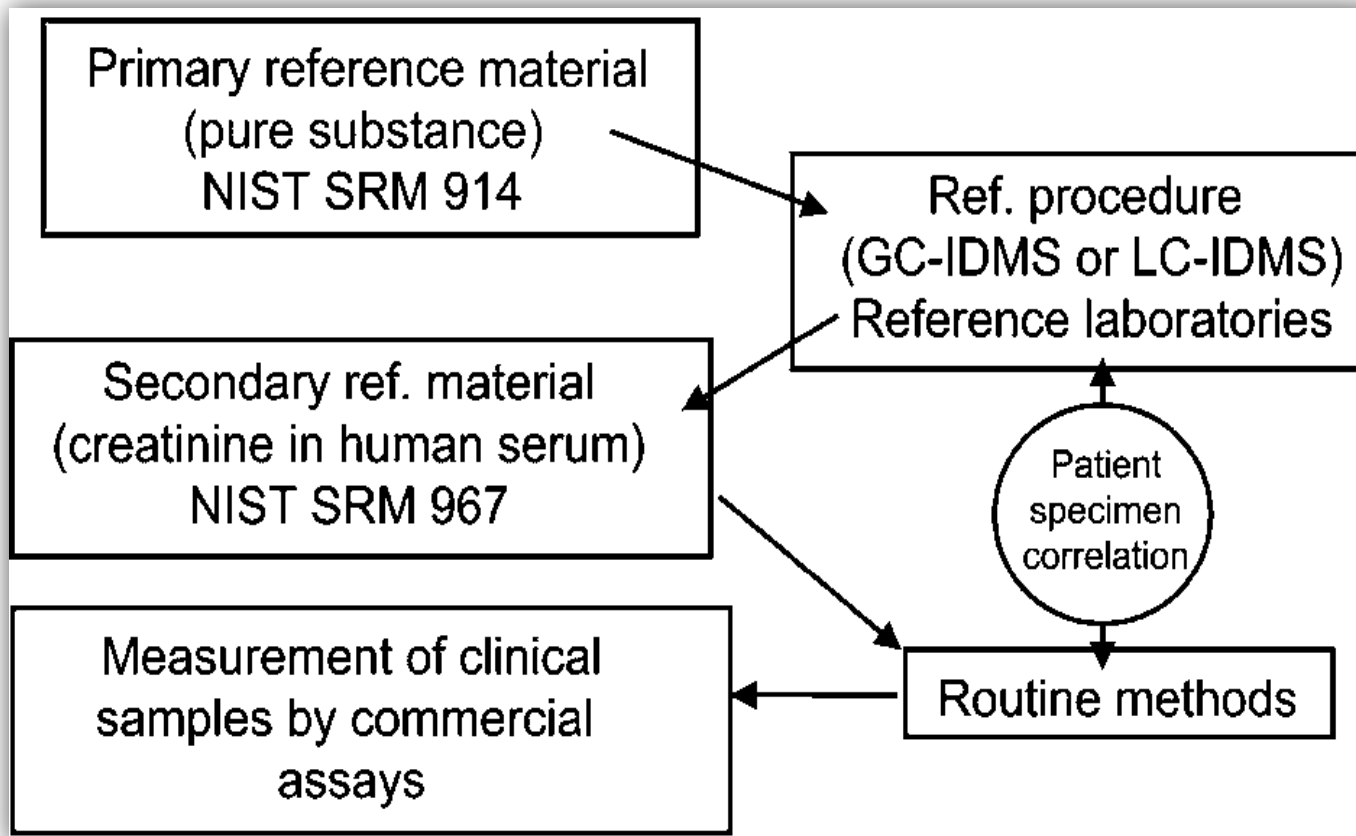 Primary reference material
(pure substance)
NIST SRM 914
Ref. procedure
(GC-IDMS or LC-IDMS)
Reference laboratories
Secondary ref. material
(creatinine in human serum)
NIST SRM 967
Patient
specimen
correlation
Measurement of clinical
samples by commercial
assays
Routine methods